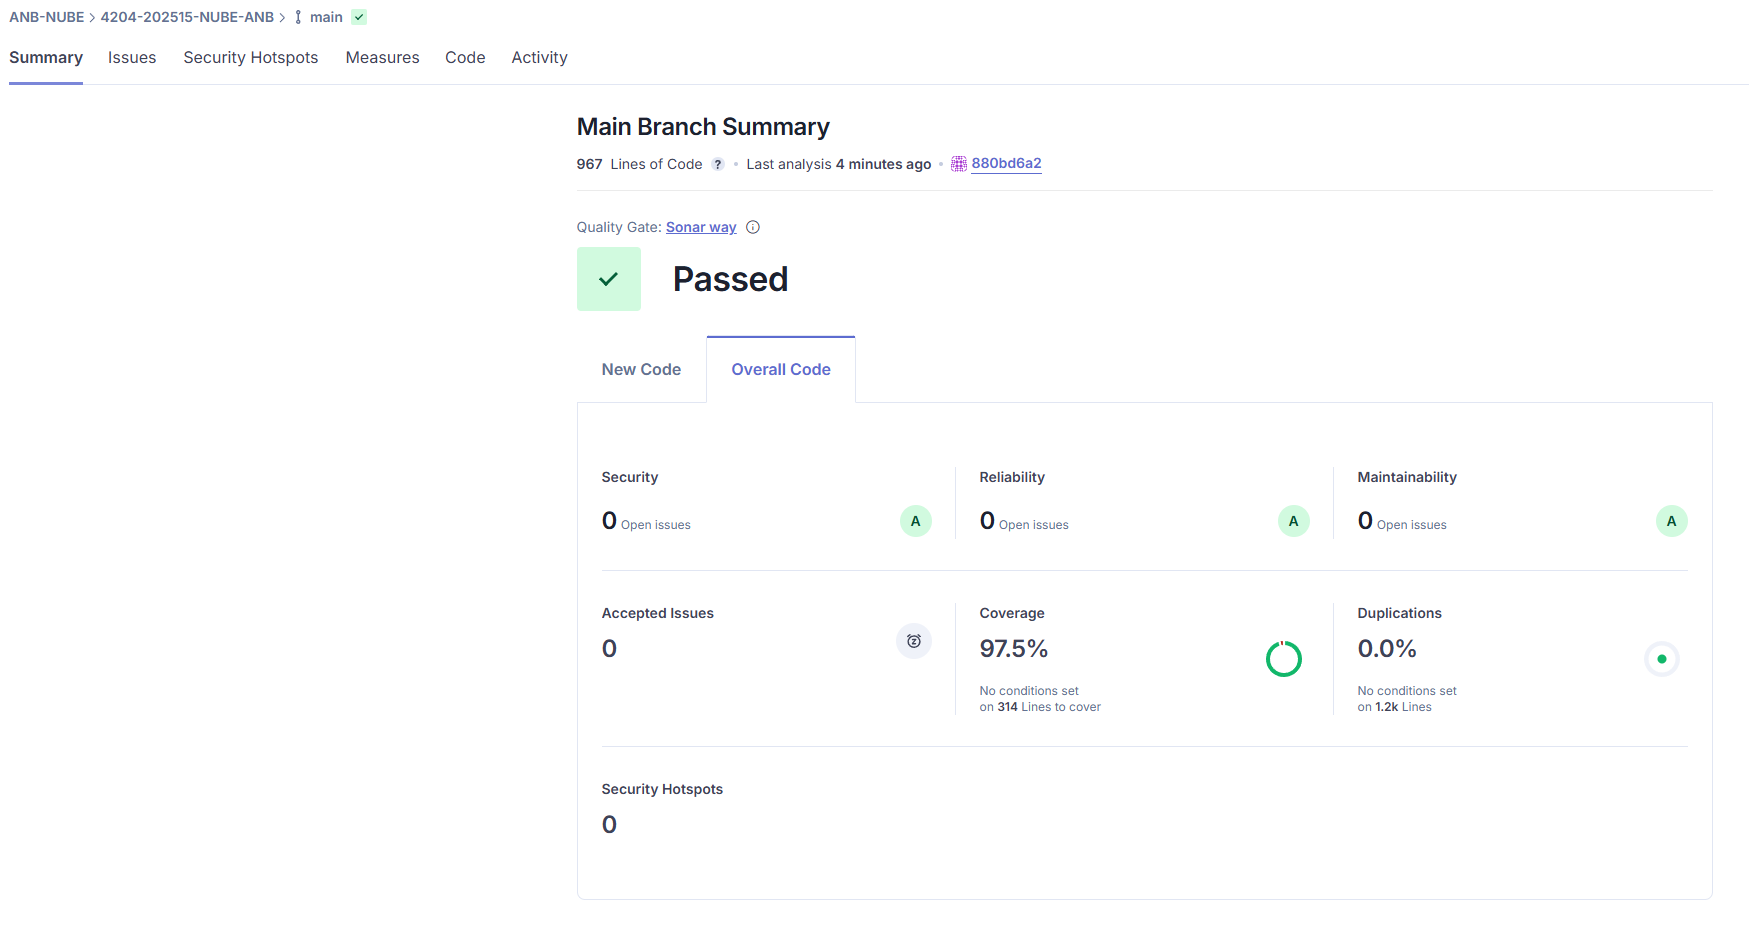 ANB-NUBE > 4204-202515-NUBE-ANB > main
Summary Issues Security Hotspots Measures Code Activity
Main Branch Summary
967 Lines of Code ? • Last analysis 4 minutes ago • 880bd6a2
Quality Gate: Sonar way
Passed
New Code Overall Code
Security Reliability Maintainability
0 Open issues A 0 Open issues A 0 Open issues A
Accepted Issues Coverage Duplications
0 97.5% 0.0%
No conditions set No conditions set
on 314 Lines to cover on 1.2k Lines
Security Hotspots
0